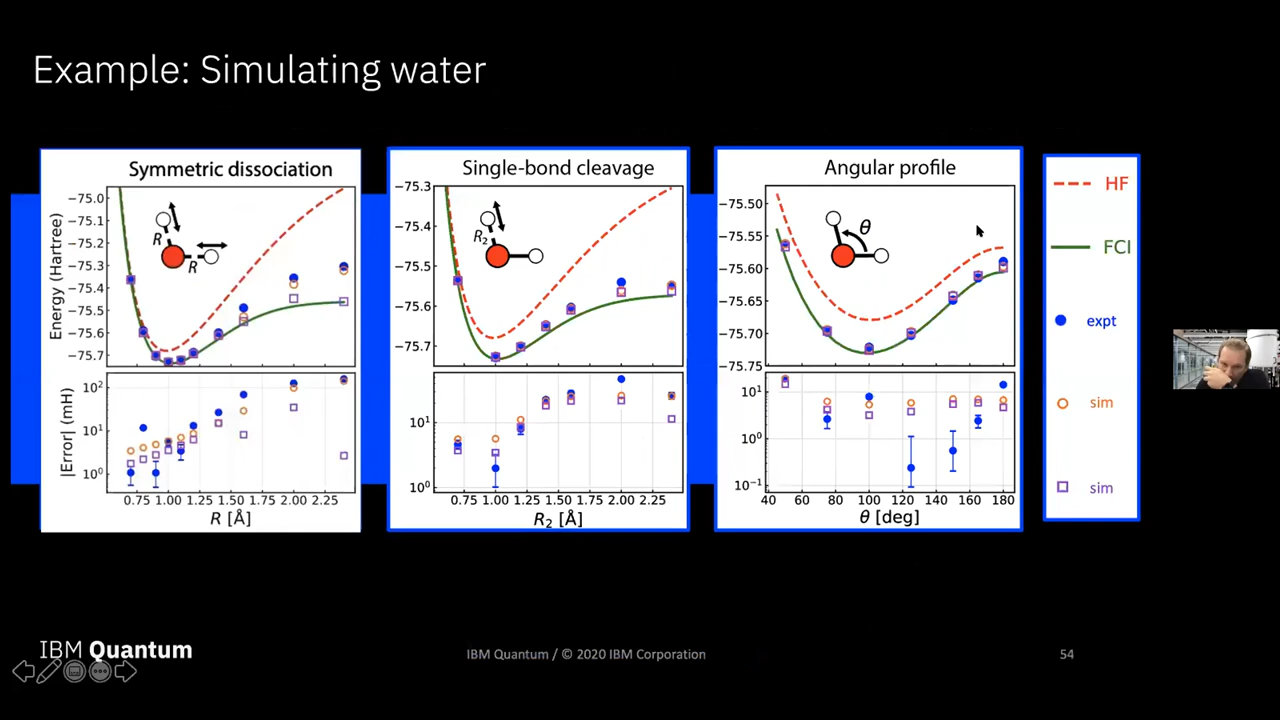 Example: Simulating water
Symmetric dissociation
Energy (Hartree)
−75.0
−75.1
−75.2
−75.3
−75.4
−75.5
−75.6
−75.7
R
R
|Error| (mH)
10²
10¹
10⁰
0.75 1.00 1.25 1.50 1.75 2.00 2.25
R [Å]
Single-bond cleavage
−75.3
−75.4
−75.5
−75.6
−75.7
R₂
10¹
10⁰
0.75 1.00 1.25 1.50 1.75 2.00 2.25
R₂ [Å]
Angular profile
−75.50
−75.55
−75.60
−75.65
−75.70
−75.75
θ
10¹
10⁰
10⁻¹
40 60 80 100 120 140 160 180
θ [deg]
HF
FCI
expt
sim
sim
IBM Quantum
IBM Quantum / © 2020 IBM Corporation
54